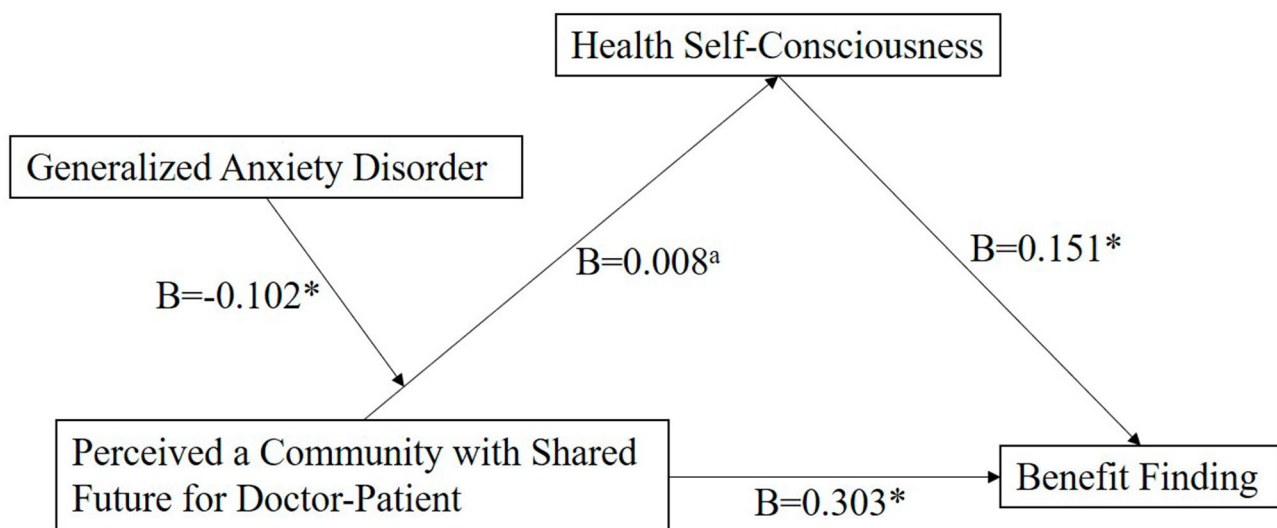 Health Self-Consciousness
Generalized Anxiety Disorder
B=0.151*
B=0.008ᵃ
B=-0.102*
Perceived a Community with Shared
Future for Doctor-Patient
Benefit Finding
B=0.303*